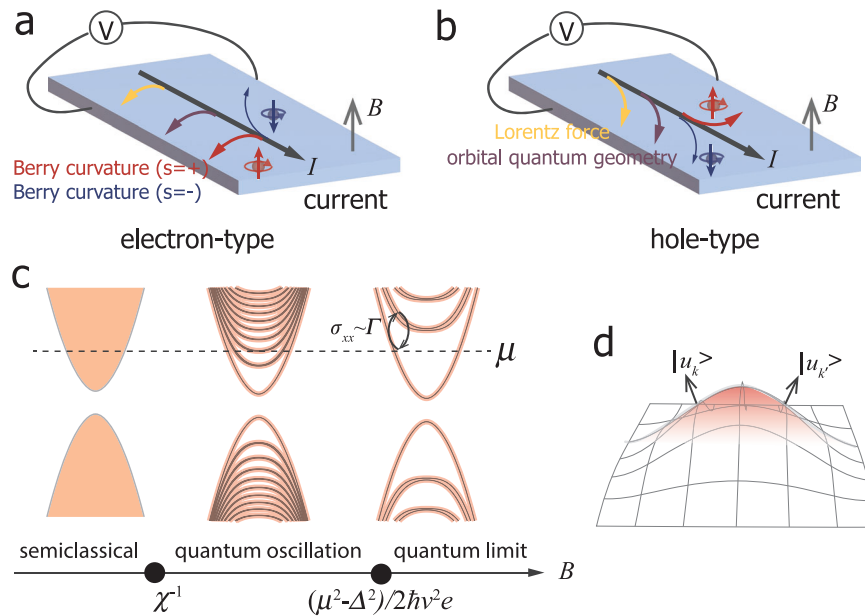 a
V
B
I
Berry curvature (s=+)
Berry curvature (s=-)
current
electron-type
b
V
B
Lorentz force
orbital quantum geometry
I
current
hole-type
c
σxx~Γ
μ
semiclassical
quantum oscillation
quantum limit
B
χ⁻¹
(μ²-Δ²)/2ℏv²e
d
|uk>
|uk'>